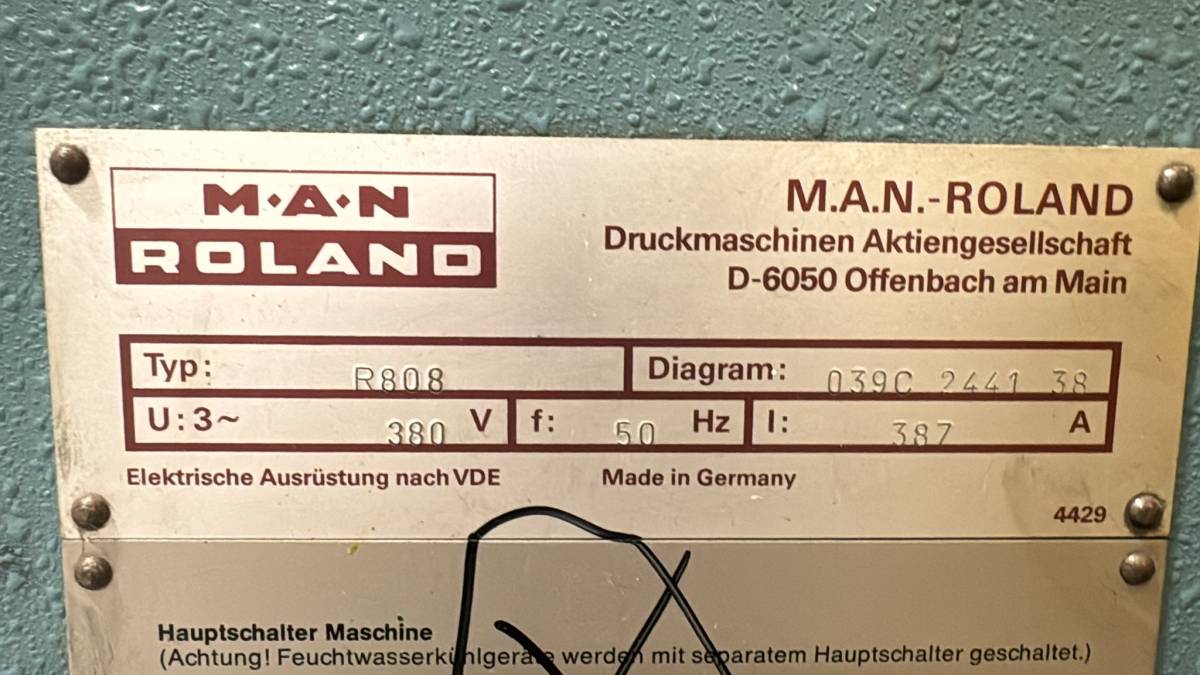 M·A·N
ROLAND
M.A.N.-ROLAND
Druckmaschinen Aktiengesellschaft
D-6050 Offenbach am Main
Typ: R808 Diagram: 039C 2441 38
U: 3~ 380 V f: 50 Hz I: 387 A
Elektrische Ausrüstung nach VDE Made in Germany
4429
Hauptschalter Maschine
(Achtung! Feuchtwasserkühlgeräte werden mit separatem Hauptschalter geschaltet.)